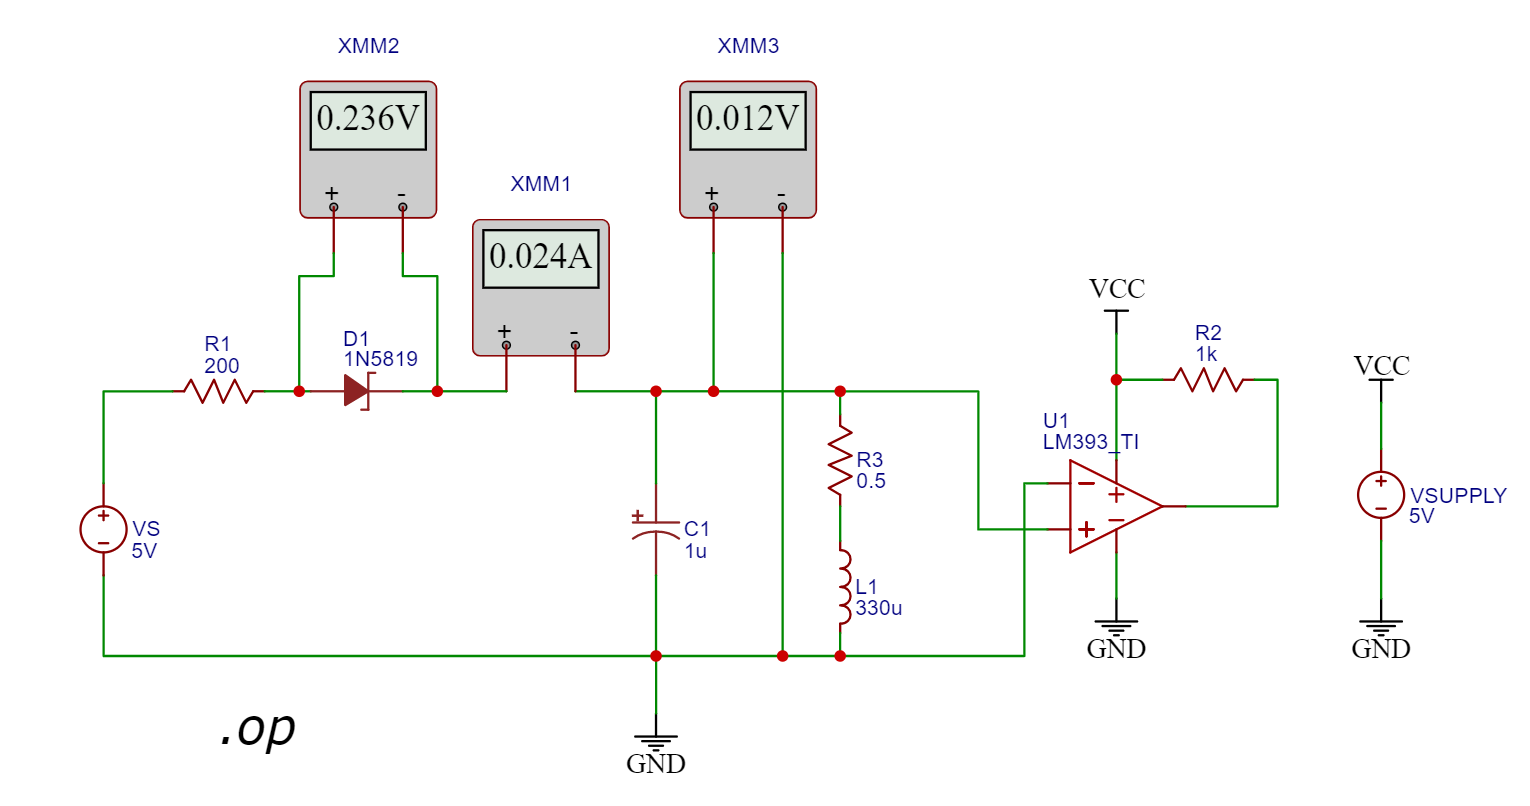 XMM2
0.236V
+ -
XMM3
0.012V
+ -
XMM1
0.024A
+ -
R1
200
D1
1N5819
VS
5V
C1
1u
R3
0.5
L1
330u
U1
LM393_TI
VCC
R2
1k
GND
VCC
VSUPPLY
5V
GND
GND
.op